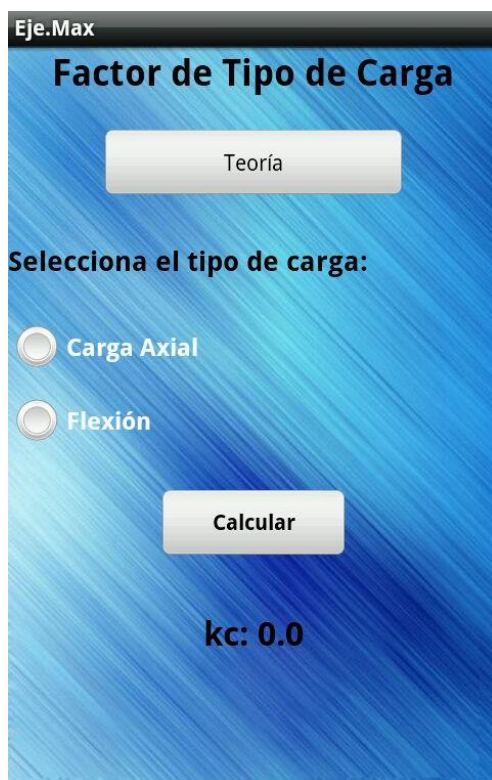 Eje.Max
Factor de Tipo de Carga
Teoría
Selecciona el tipo de carga:
Carga Axial
Flexión
Calcular
kc: 0.0